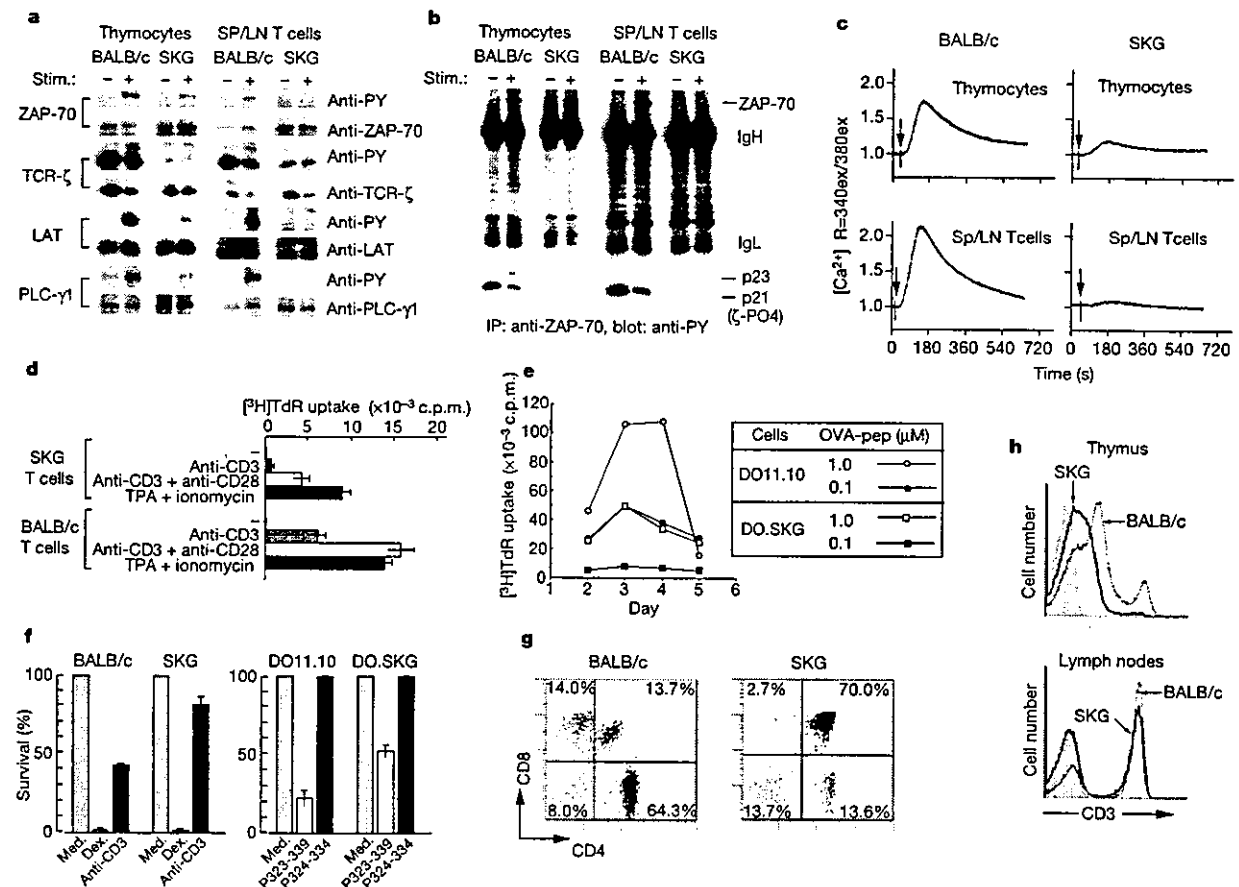 a
Thymocytes SP/LN T cells
BALB/c SKG BALB/c SKG
Stim.: – + – + – + – +
ZAP-70
Anti-PY
Anti-ZAP-70
TCR-ζ
Anti-PY
Anti-TCR-ζ
LAT
Anti-PY
Anti-LAT
PLC-γ1
Anti-PY
Anti-PLC-γ1
b
Thymocytes SP/LN T cells
BALB/c SKG BALB/c SKG
Stim.: – + – + – + – +
ZAP-70
IgH
IgL
p23
p21
(ζ-PO4)
IP: anti-ZAP-70, blot: anti-PY
c
BALB/c SKG
[Ca²⁺] R=340ex/380ex
2.0
1.5
1.0
Thymocytes Thymocytes
2.0
1.5
1.0
Sp/LN Tcells Sp/LN T cells
0 180 360 540 720 0 180 360 540 720
Time (s)
d
[³H]TdR uptake (×10⁻³ c.p.m.)
0 5 10 15 20
SKG
T cells
–
Anti-CD3
Anti-CD3 + anti-CD28
TPA + ionomycin
BALB/c
T cells
–
Anti-CD3
Anti-CD3 + anti-CD28
TPA + ionomycin
e
[³H]TdR uptake (×10⁻³ c.p.m.)
120
100
80
60
40
20
0
1 2 3 4 5 6
Day
Cells OVA-pep (μM)
DO11.10 1.0
0.1
DO.SKG 1.0
0.1
f
BALB/c SKG DO11.10 DO.SKG
Survival (%)
100 100
50 50
0 0
Med. Dex. Anti-CD3 Med. Dex. Anti-CD3
Med. P323-339 P324-334 Med. P323-339 P324-334
g
BALB/c SKG
14.0% 13.7% 2.7% 70.0%
8.0% 64.3% 13.7% 13.6%
CD8
CD4
h
Thymus
SKG
BALB/c
Cell number
Lymph nodes
BALB/c
SKG
Cell number
CD3